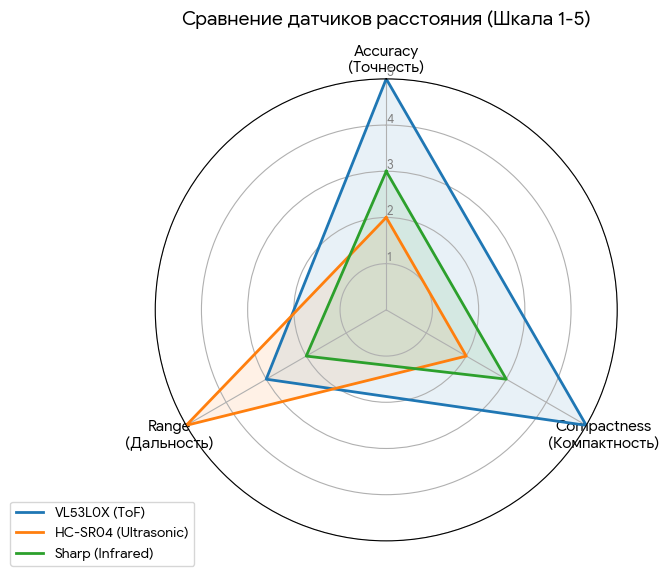 Сравнение датчиков расстояния (Шкала 1-5)
Accuracy
(Точность)
5
4
3
2
1
Range
(Дальность)
Compactness
(Компактность)
VL53L0X (ToF)
HC-SR04 (Ultrasonic)
Sharp (Infrared)